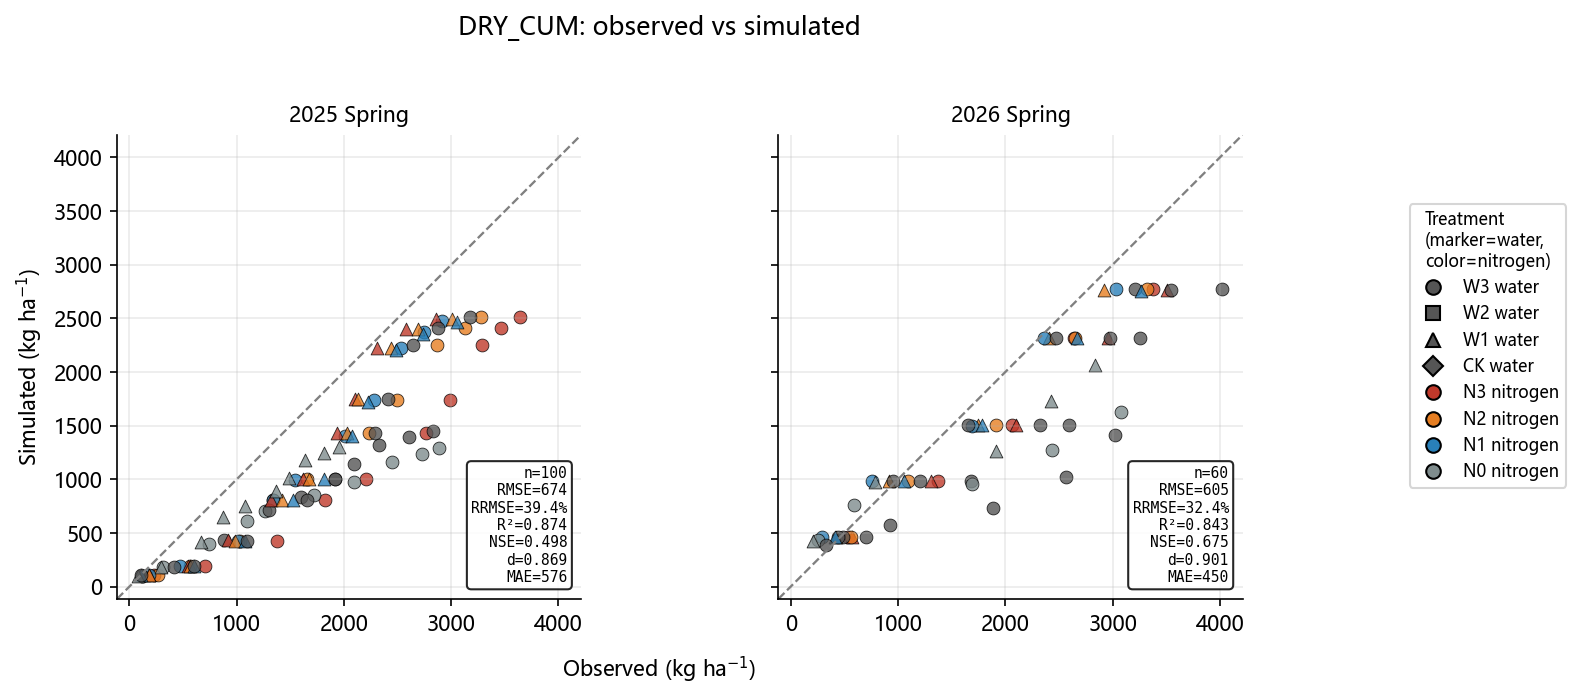 DRY_CUM: observed vs simulated
2025 Spring
2026 Spring
4000
3500
3000
2500
2000
1500
1000
500
0
Simulated (kg ha⁻¹)
0 1000 2000 3000 4000
0 1000 2000 3000 4000
Observed (kg ha⁻¹)
n=100
RMSE=674
RRMSE=39.4%
R²=0.874
NSE=0.498
d=0.869
MAE=576
n=60
RMSE=605
RRMSE=32.4%
R²=0.843
NSE=0.675
d=0.901
MAE=450
Treatment
(marker=water,
color=nitrogen)
W3 water
W2 water
W1 water
CK water
N3 nitrogen
N2 nitrogen
N1 nitrogen
N0 nitrogen